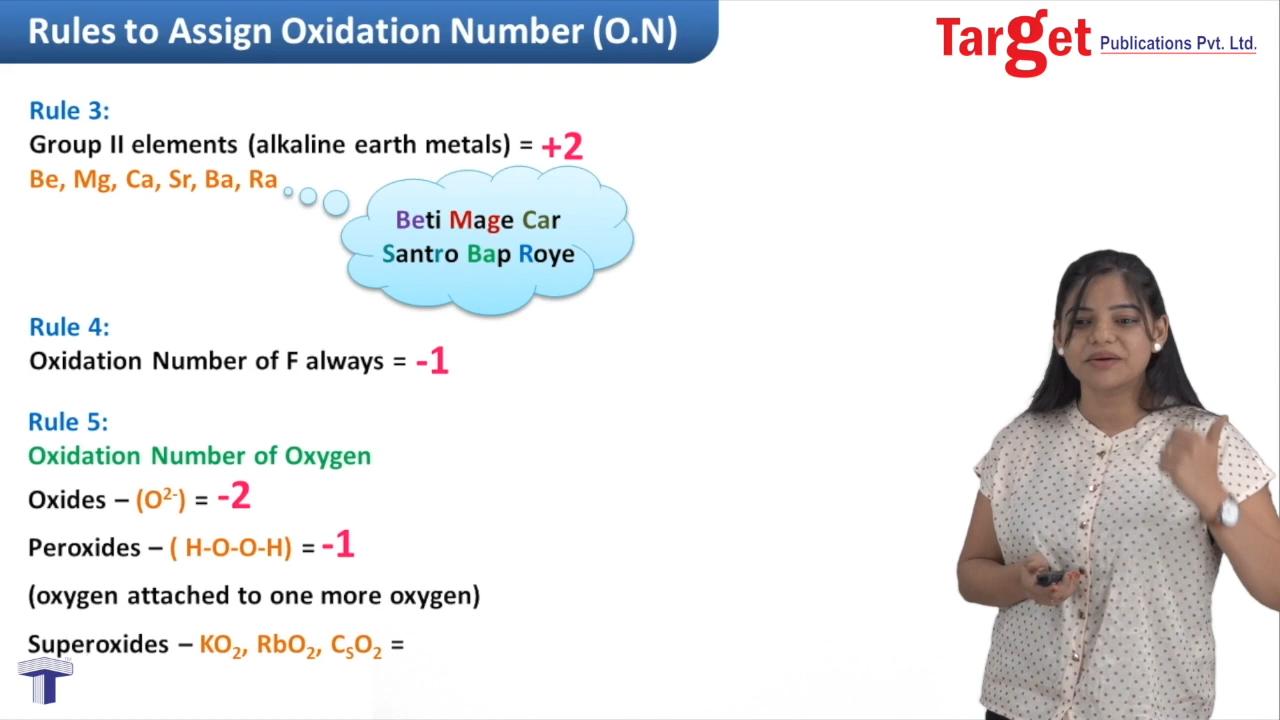 Rules to Assign Oxidation Number (O.N)
Target Publications Pvt. Ltd.
Rule 3:
Group II elements (alkaline earth metals) = +2
Be, Mg, Ca, Sr, Ba, Ra
Beti Mage Car
Santro Bap Roye
Rule 4:
Oxidation Number of F always = -1
Rule 5:
Oxidation Number of Oxygen
Oxides – (O²⁻) = -2
Peroxides – ( H-O-O-H) = -1
(oxygen attached to one more oxygen)
Superoxides – KO₂, RbO₂, CₛO₂ =